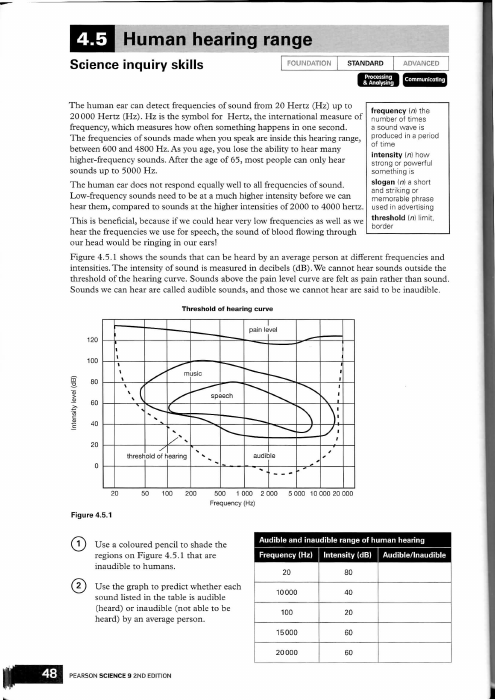 4.5 Human hearing range
Science inquiry skills
FOUNDATION STANDARD ADVANCED
Processing & Analysing Communicating
The human ear can detect frequencies of sound from 20 Hertz (Hz) up to
20 000 Hertz (Hz). Hz is the symbol for Hertz, the international measure of
frequency, which measures how often something happens in one second.
The frequencies of sounds made when you speak are inside this hearing range,
between 600 and 4800 Hz. As you age, you lose the ability to hear many
higher-frequency sounds. After the age of 65, most people can only hear
sounds up to 5000 Hz.
The human ear does not respond equally well to all frequencies of sound.
Low-frequency sounds need to be at a much higher intensity before we can
hear them, compared to sounds at the higher intensities of 2000 to 4000 hertz.
This is beneficial, because if we could hear very low frequencies as well as we
hear the frequencies we use for speech, the sound of blood flowing through
our head would be ringing in our ears!
frequency (n) the
number of times
a sound wave is
produced in a period
of time
intensity (n) how
strong or powerful
something is
slogan (n) a short
and striking or
memorable phrase
used in advertising
threshold (n) limit,
border
Figure 4.5.1 shows the sounds that can be heard by an average person at different frequencies and
intensities. The intensity of sound is measured in decibels (dB). We cannot hear sounds outside the
threshold of the hearing curve. Sounds above the pain level curve are felt as pain rather than sound.
Sounds we can hear are called audible sounds, and those we cannot hear are said to be inaudible.
Threshold of hearing curve
Intensity level (dB)
120
100
80
60
40
20
0
pain level
music
speech
threshold of hearing
audible
20 50 100 200 500 1 000 2 000 5 000 10 000 20 000
Frequency (Hz)
Figure 4.5.1
1 Use a coloured pencil to shade the
regions on Figure 4.5.1 that are
inaudible to humans.
2 Use the graph to predict whether each
sound listed in the table is audible
(heard) or inaudible (not able to be
heard) by an average person.
Audible and inaudible range of human hearing
Frequency (Hz) Intensity (dB) Audible/Inaudible
20 80
10000 40
100 20
15000 60
20000 60
48 PEARSON SCIENCE 9 2ND EDITION